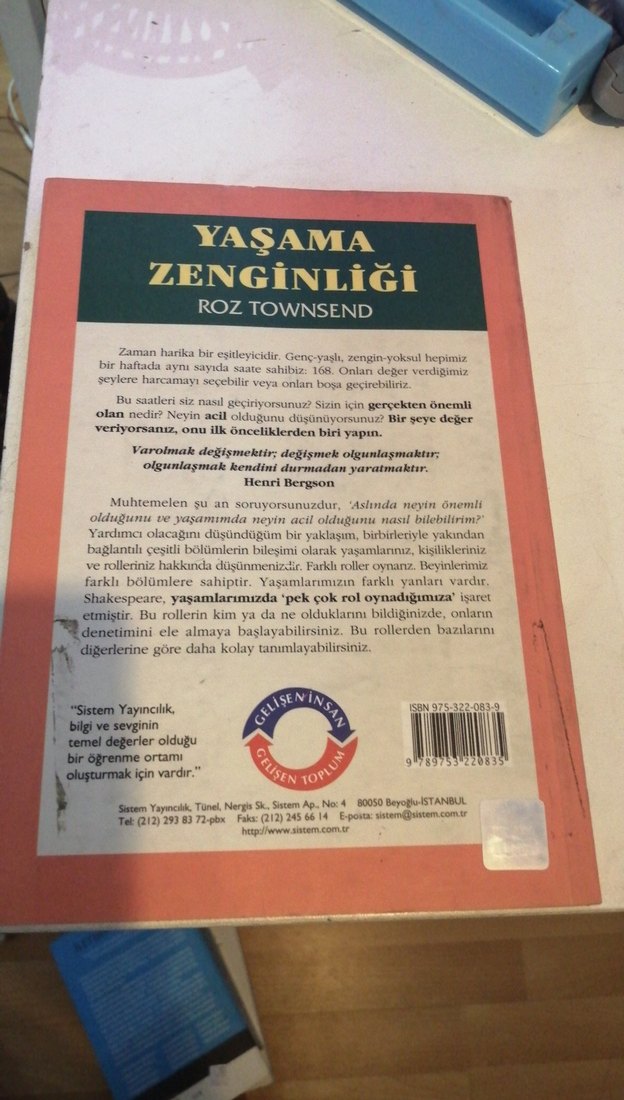 YAŞAMA
ZENGİNLİĞİ
ROZ TOWNSEND
Zaman harika bir eşitleyicidir. Genç-yaşlı, zengin-yoksul hepimiz
bir haftada aynı sayıda saate sahibiz: 168. Onları değer verdiğimiz
şeylere harcamayı seçebilir veya onları boşa geçirebiliriz.
Bu saatleri siz nasıl geçiriyorsunuz? Sizin için gerçekten önemli
olan nedir? Neyin acil olduğunu düşünüyorsunuz? Bir şeye değer
veriyorsanız, onu ilk önceliklerden biri yapın.
Varolmak değişmektir; değişmek olgunlaşmaktır;
olgunlaşmak kendini durmadan yaratmaktır.
Henri Bergson
Muhtemelen şu an soruyorsunuzdur, ‘Aslında neyin önemli
olduğunu ve yaşamımda neyin acil olduğunu nasıl bilebilirim?’
Yardımcı olacağını düşündüğüm bir yaklaşım, birbirleriyle yakından
bağlantılı çeşitli bölümlerin bileşimi olarak yaşamlarınız, kişilikleriniz
ve rolleriniz hakkında düşünmenizdir. Farklı roller oynarız. Beyinlerimiz
farklı bölümlere sahiptir. Yaşamlarımızın farklı yanları vardır.
Shakespeare, yaşamlarımızda ‘pek çok rol oynadığımıza’ işaret
etmiştir. Bu rollerin kim ya da ne olduklarını bildiğinizde, onların
denetimini ele almaya başlayabilirsiniz. Bu rollerden bazılarını
diğerlerine göre daha kolay tanımlayabilirsiniz.
“Sistem Yayıncılık,
bilgi ve sevginin
temel değerler olduğu
bir öğrenme ortamı
oluşturmak için vardır.”
GELİŞEN İNSAN
GELİŞEN TOPLUM
ISBN 975-322-083-9
9 789753 220835
Sistem Yayıncılık, Tünel, Nergis Sk., Sistem Ap., No: 4 80050 Beyoğlu-İSTANBUL
Tel: (212) 293 83 72-pbx Faks: (212) 245 66 14 E-posta: sistem@sistem.com.tr
http://www.sistem.com.tr